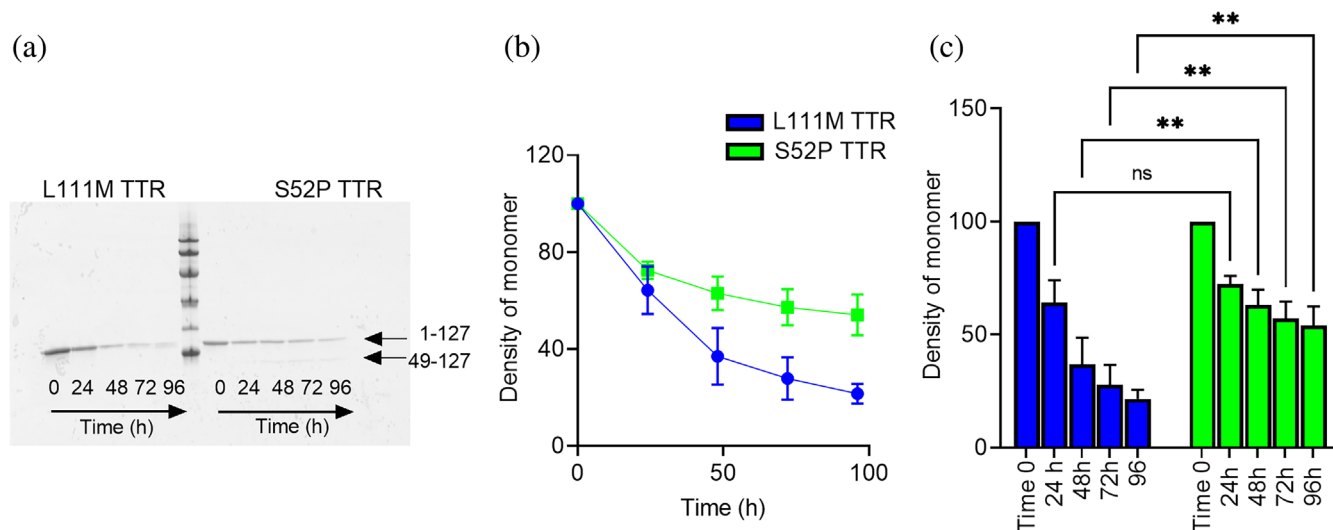 (a)
L111M TTR
S52P TTR
1-127
49-127
0 24 48 72 96
0 24 48 72 96
Time (h)
Time (h)
(b)
L111M TTR
S52P TTR
Density of monomer
120
80
40
0
0 50 100
Time (h)
(c)
**
**
**
ns
Density of monomer
150
100
50
0
Time 0
24 h
48h
72h
96
Time 0
24h
48h
72h
96h